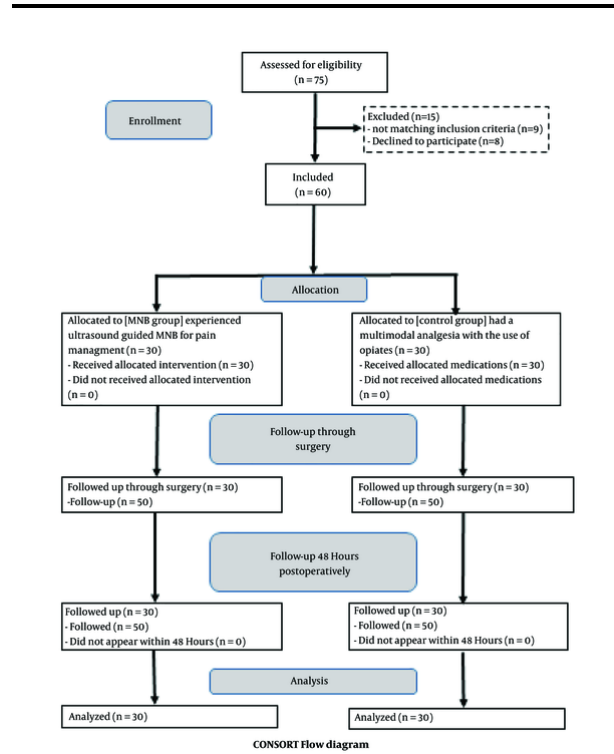 Assessed for eligibility
(n = 75)
Enrollment
Excluded (n=15)
- not matching inclusion criteria (n=9)
- Declined to participate (n=8)
Included
(n = 60)
Allocation
Allocated to [MNB group] experienced
ultrasound guided MNB for pain
managment (n = 30)
- Received allocated intervention (n = 30)
- Did not received allocated intervention
(n = 0)
Allocated to [control group] had a
multimodal analgesia with the use of
opiates (n = 30)
- Received allocated medications (n = 30)
- Did not received allocated medications
(n = 0)
Follow-up through
surgery
Followed up through surgery (n = 30)
-Follow-up (n = 50)
Followed up through surgery (n = 30)
-Follow-up (n = 50)
Follow-up 48 Hours
postoperatively
Followed up (n = 30)
- Followed (n = 50)
- Did not appear within 48 Hours (n = 0)
Followed up (n = 30)
- Followed (n = 50)
- Did not appear within 48 Hours (n = 0)
Analysis
Analyzed (n = 30)
Analyzed (n = 30)
CONSORT Flow diagram